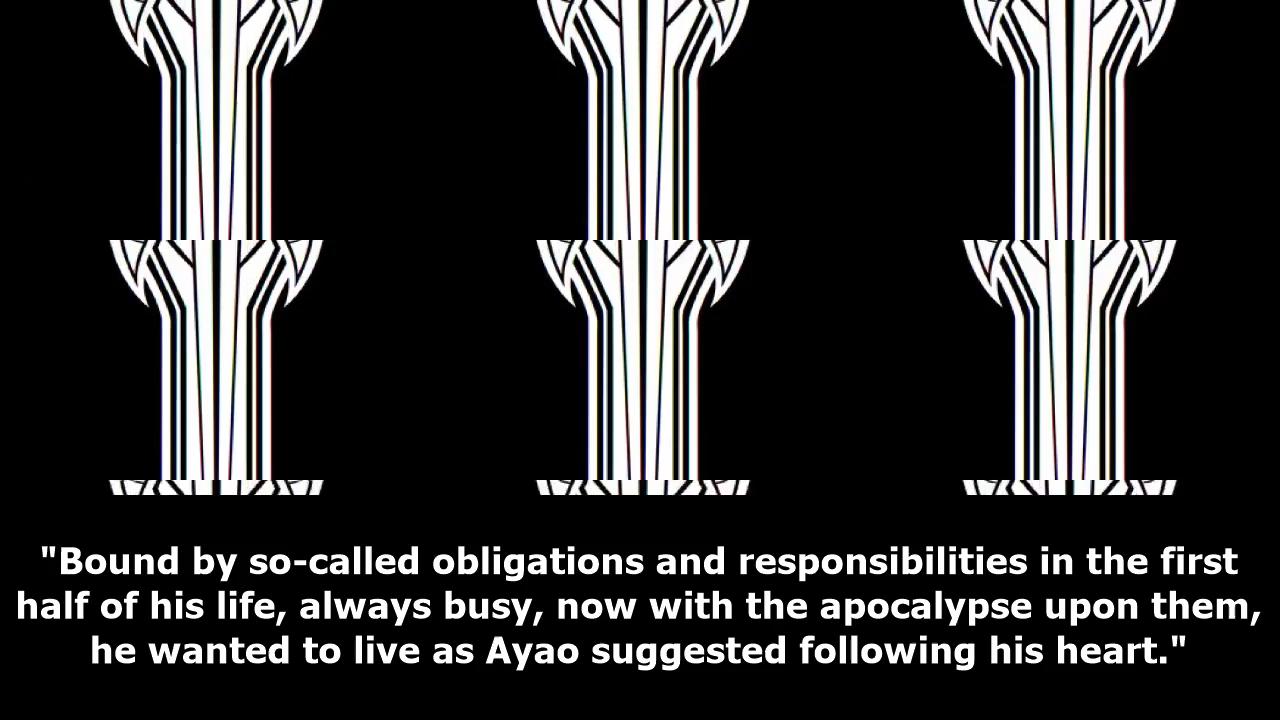 "Bound by so-called obligations and responsibilities in the first
half of his life, always busy, now with the apocalypse upon them,
he wanted to live as Ayao suggested following his heart."